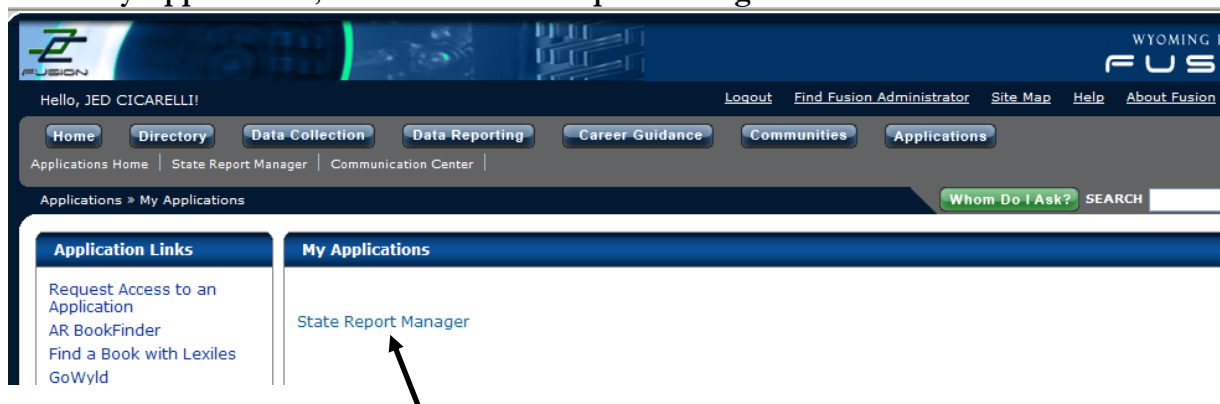 FUSION
WYOMING
FUS
Hello, JED CICARELLI!
Logout Find Fusion Administrator Site Map Help About Fusion
Home Directory Data Collection Data Reporting Career Guidance Communities Applications
Applications Home | State Report Manager | Communication Center |
Applications » My Applications
Whom Do I Ask? SEARCH
Application Links
My Applications
Request Access to an
Application
AR BookFinder
Find a Book with Lexiles
GoWyld
State Report Manager